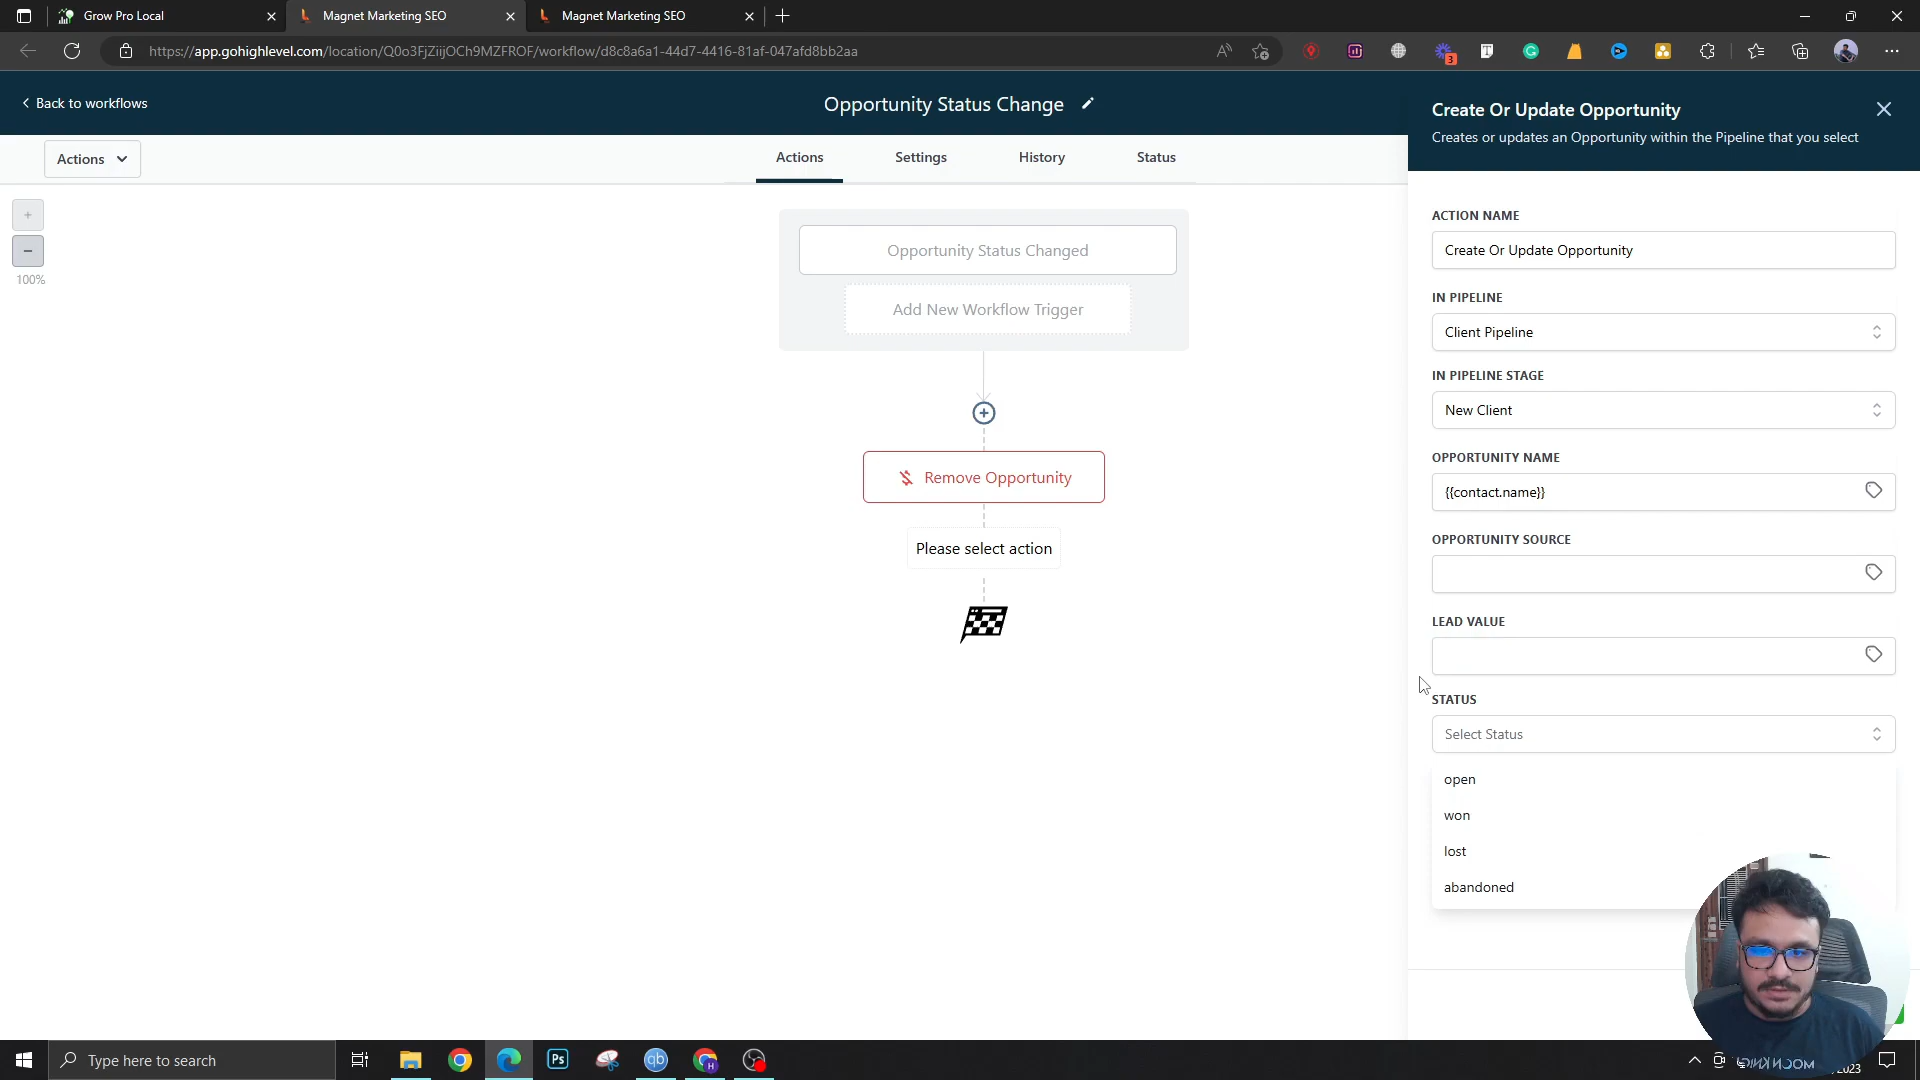 Grow Pro Local
Magnet Marketing SEO
Magnet Marketing SEO
https://app.gohighlevel.com/location/Q0o3FjZiijOCh9MZFROF/workflow/d8c8a6a1-44d7-4416-81af-047afd8bb2aa
3
Back to workflows
Opportunity Status Change
Create Or Update Opportunity
Creates or updates an Opportunity within the Pipeline that you select
Actions
Actions
Settings
History
Status
100%
Opportunity Status Changed
Add New Workflow Trigger
Remove Opportunity
Please select action
ACTION NAME
Create Or Update Opportunity
IN PIPELINE
Client Pipeline
IN PIPELINE STAGE
New Client
OPPORTUNITY NAME
{{contact.name}}
OPPORTUNITY SOURCE
LEAD VALUE
STATUS
Select Status
open
won
lost
abandoned
Type here to search
Ps
qb